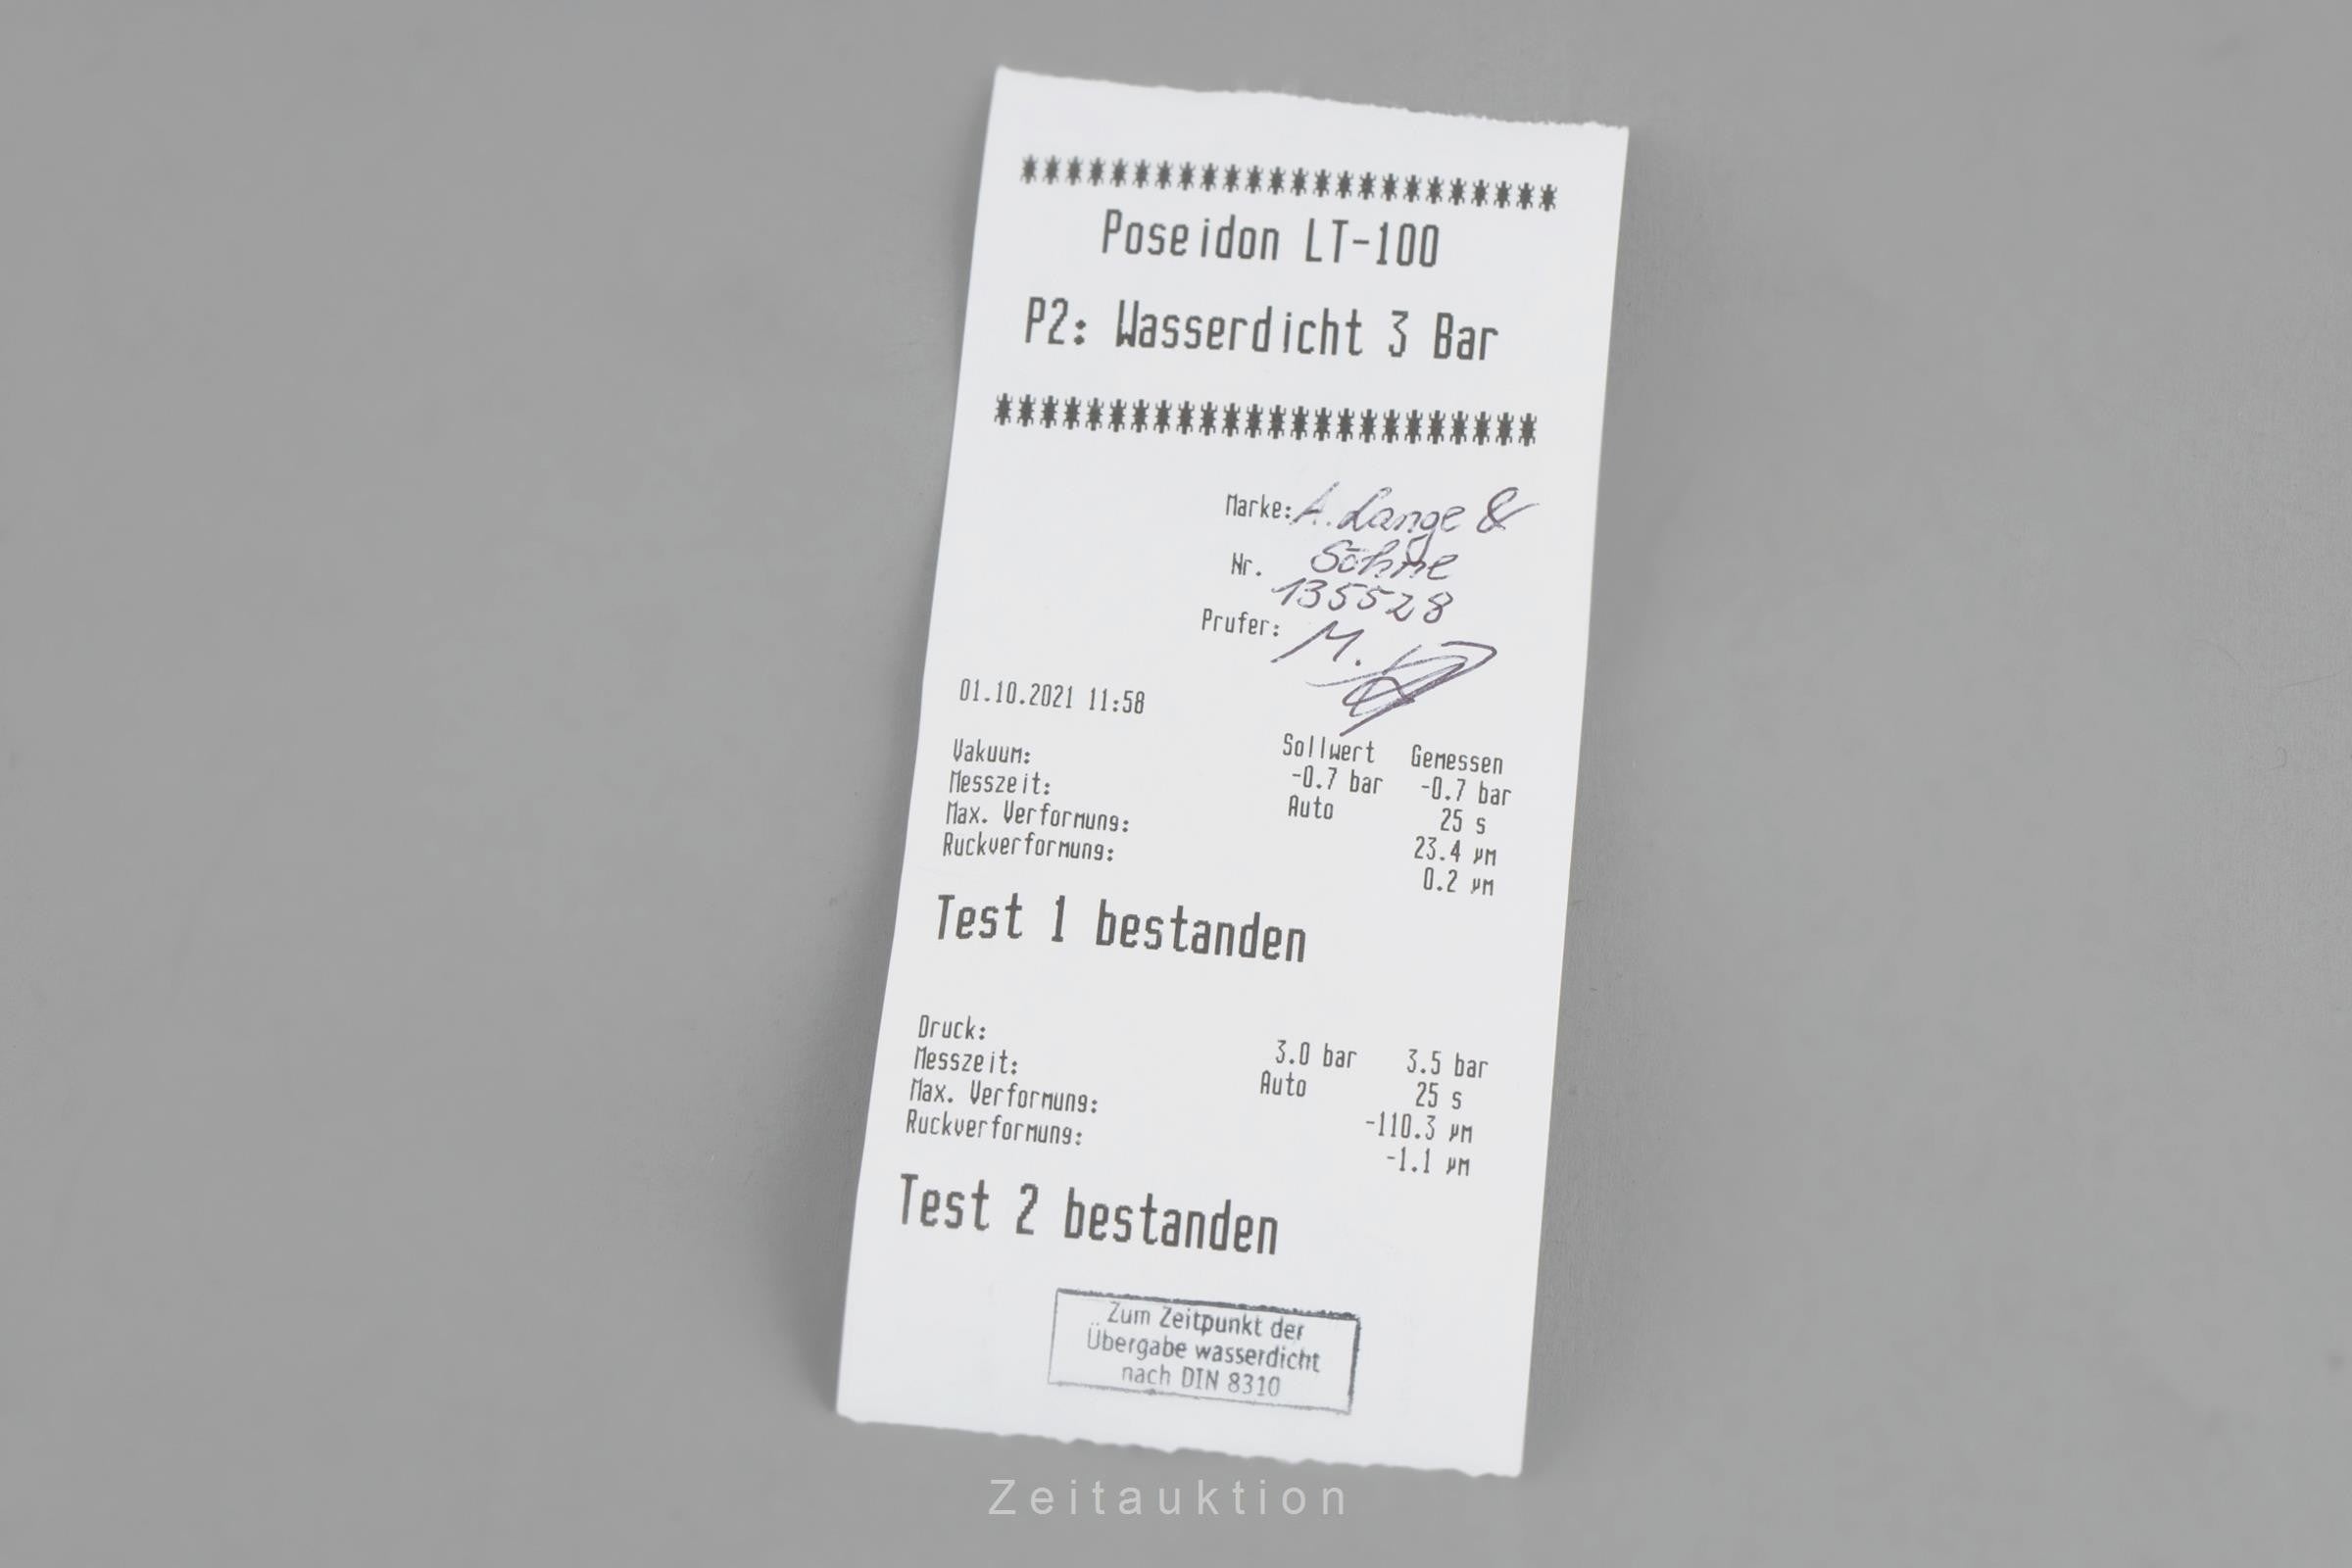 ************************
Poseidon LT-100
P2: Wasserdicht 3 Bar
************************
Marke: A. Lange &
Söhne
Nr. 135528
Prufer: M.
01.10.2021 11:58
Sollwert Gemessen
Vakuum: -0.7 bar -0.7 bar
Messzeit: Auto 25 s
Max. Verformung: 23.4 µm
Ruckverformung: 0.2 µm
Test 1 bestanden
Druck: 3.0 bar 3.5 bar
Messzeit: Auto 25 s
Max. Verformung: -110.3 µm
Ruckverformung: -1.1 µm
Test 2 bestanden
Zum Zeitpunkt der
Übergabe wasserdicht
nach DIN 8310
Zeitauktion